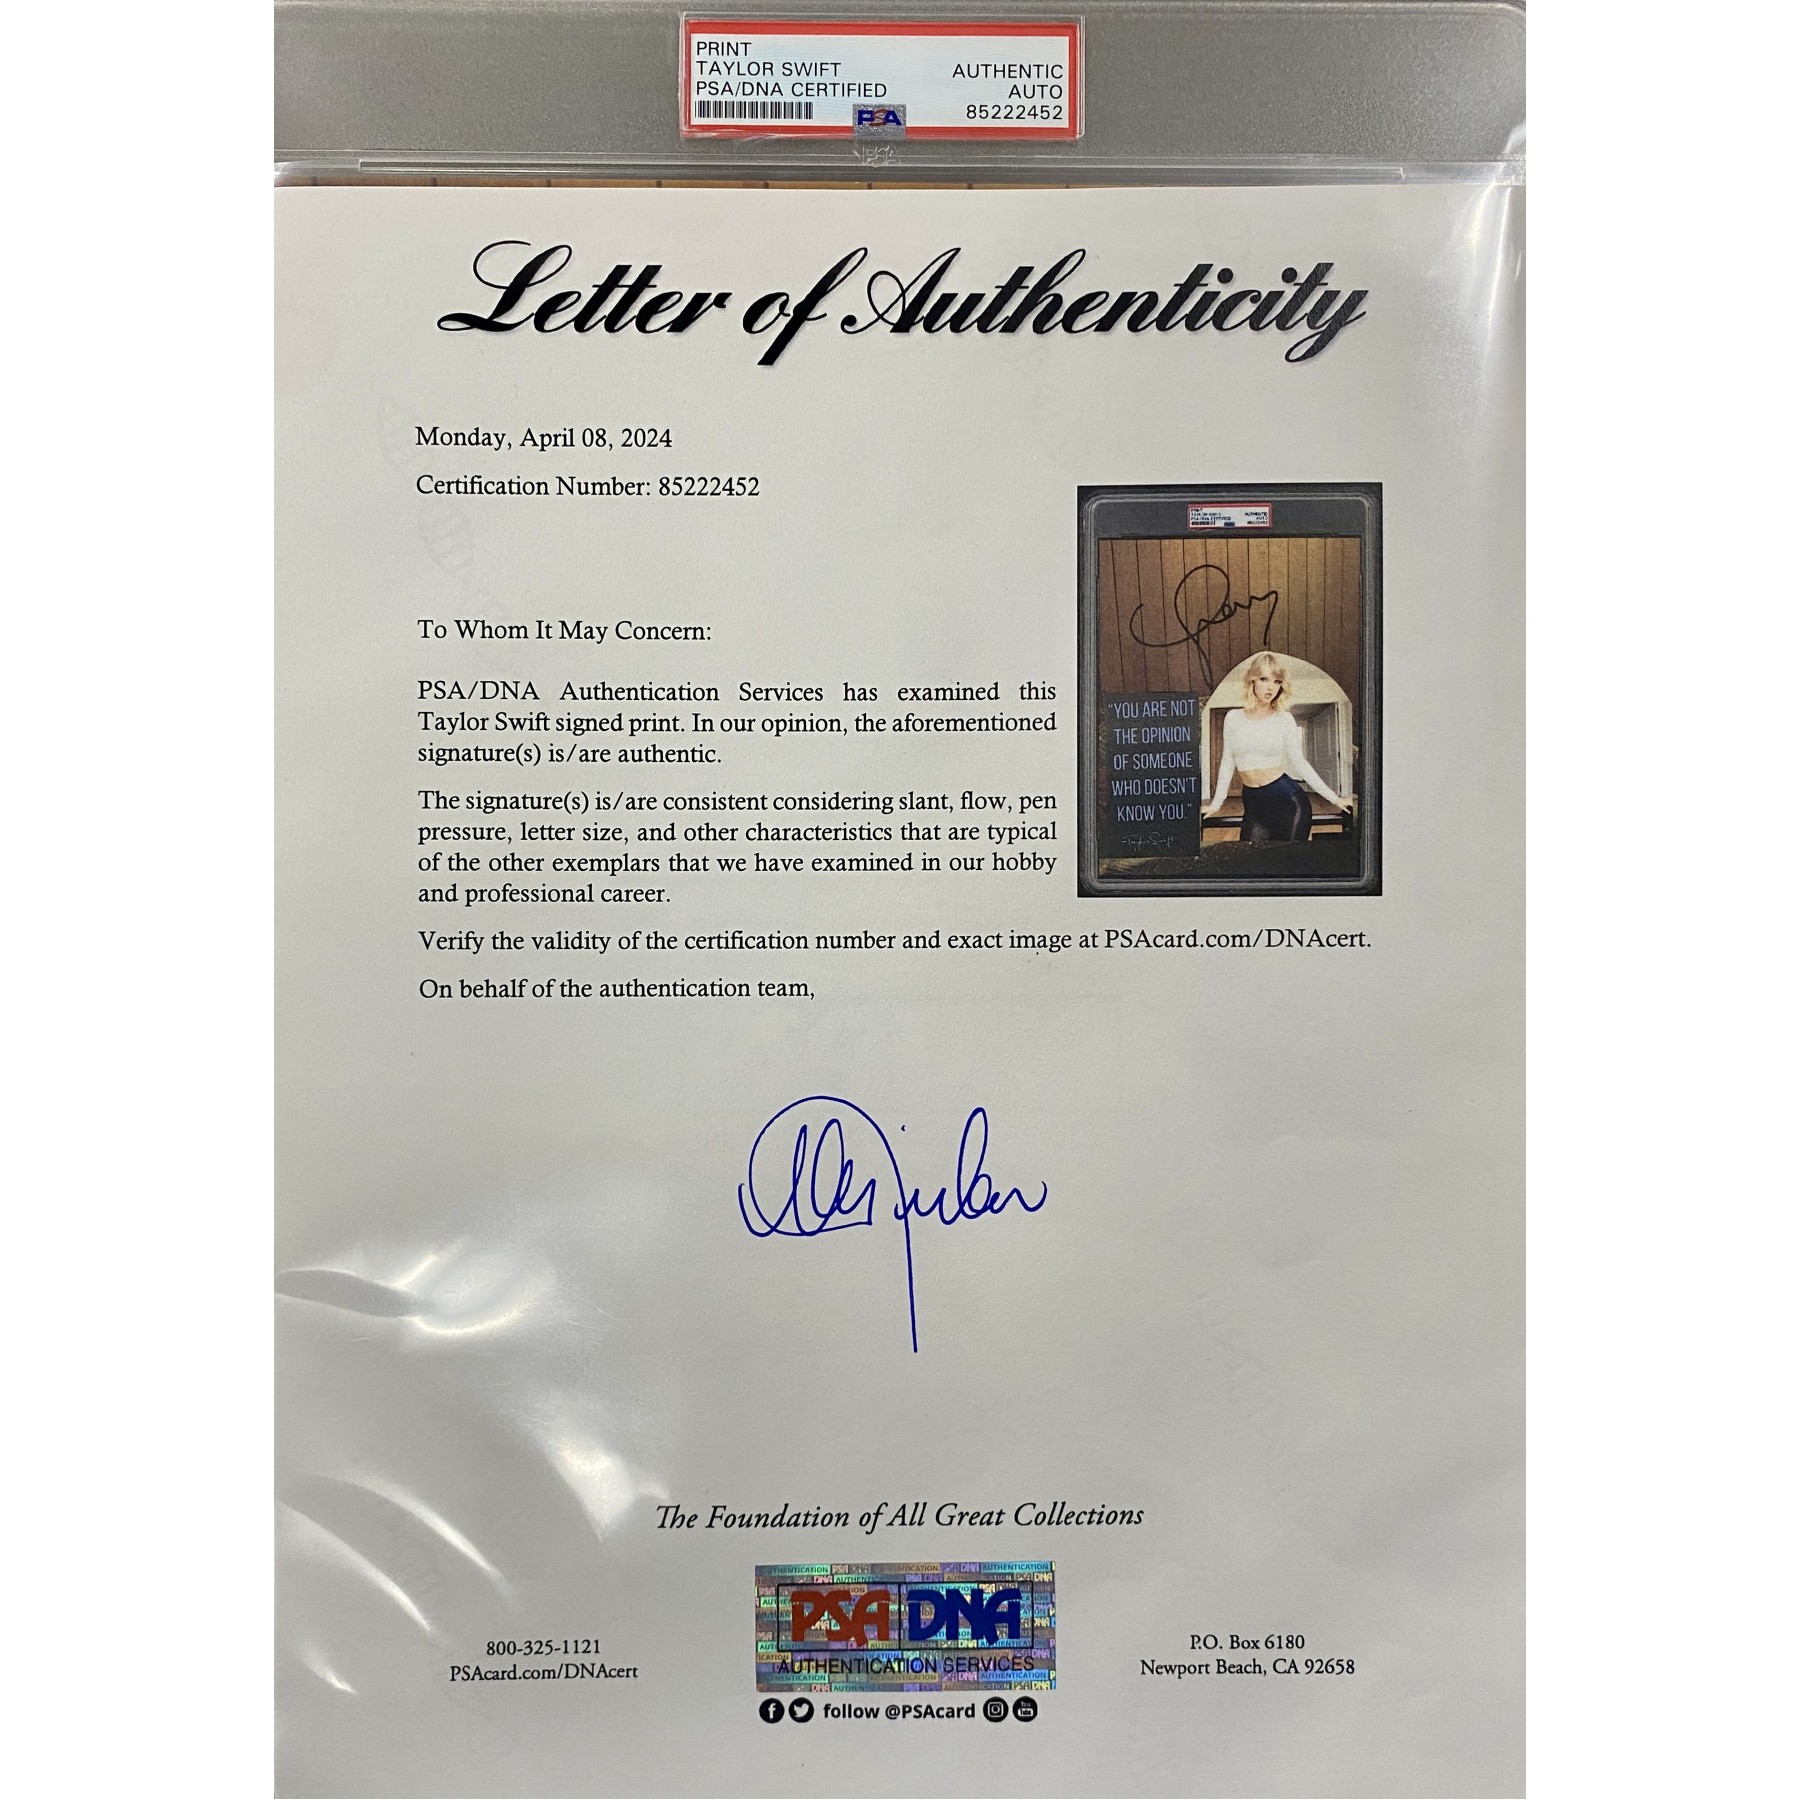 PRINT
TAYLOR SWIFT
PSA/DNA CERTIFIED
AUTHENTIC
AUTO
85222452
PSA
Letter of Authenticity
Monday, April 08, 2024
Certification Number: 85222452
To Whom It May Concern:
PSA/DNA Authentication Services has examined this
Taylor Swift signed print. In our opinion, the aforementioned
signature(s) is/are authentic.
The signature(s) is/are consistent considering slant, flow, pen
pressure, letter size, and other characteristics that are typical
of the other exemplars that we have examined in our hobby
and professional career.
"YOU ARE NOT
THE OPINION
OF SOMEONE
WHO DOESN'T
KNOW YOU."
-Taylor Swift
Verify the validity of the certification number and exact image at PSAcard.com/DNAcert.
On behalf of the authentication team,
The Foundation of All Great Collections
PSA DNA
AUTHENTICATION SERVICES
800-325-1121
PSAcard.com/DNAcert
P.O. Box 6180
Newport Beach, CA 92658
follow @PSAcard